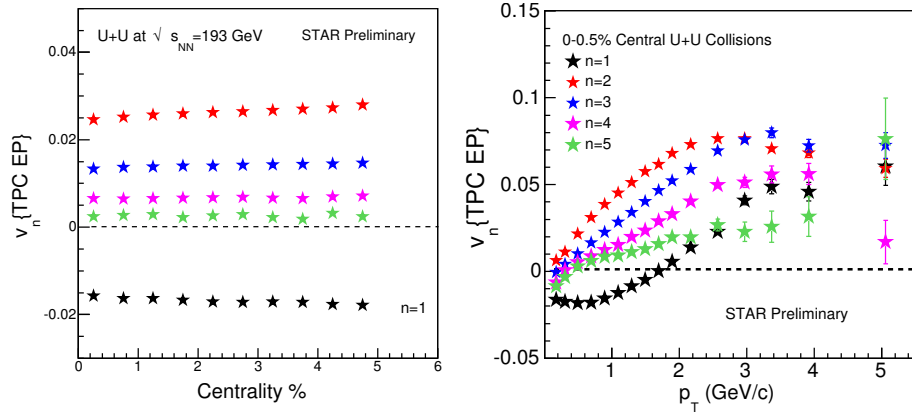 U+U at √ s_NN=193 GeV STAR Preliminary
0.04
0.02
0
-0.02
v_n{TPC EP}
n=1
0 1 2 3 4 5 6
Centrality %
0.15
0.1
0.05
0
-0.05
v_n{TPC EP}
0-0.5% Central U+U Collisions
n=1
n=2
n=3
n=4
n=5
STAR Preliminary
0 1 2 3 4 5 6
p_T (GeV/c)